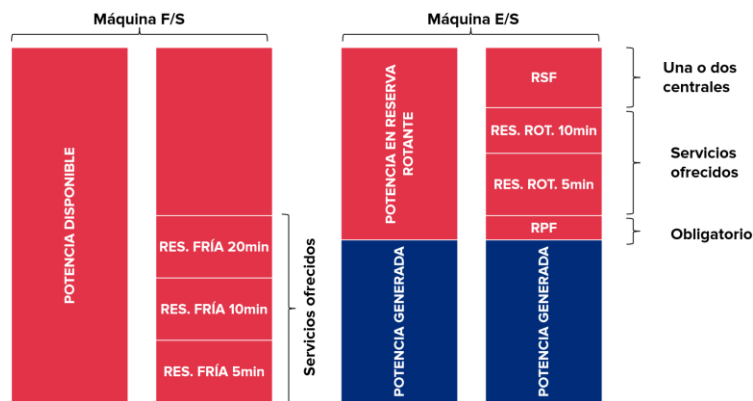 Máquina F/S
Máquina E/S
POTENCIA DISPONIBLE
RES. FRÍA 20min
RES. FRÍA 10min
RES. FRÍA 5min
Servicios ofrecidos
POTENCIA EN RESERVA
ROTANTE
POTENCIA GENERADA
RSF
RES. ROT. 10min
RES. ROT. 5min
RPF
POTENCIA GENERADA
Una o dos
centrales
Servicios
ofrecidos
Obligatorio